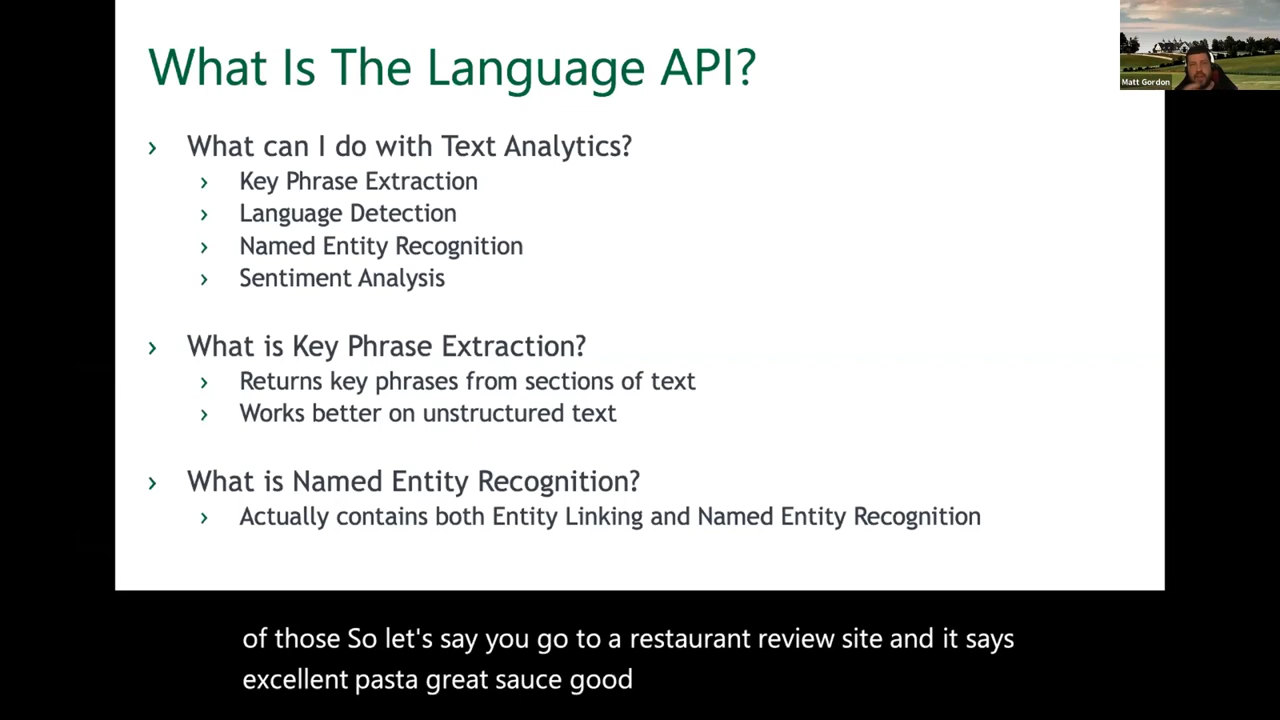 What Is The Language API?
Matt Gordon
› What can I do with Text Analytics?
› Key Phrase Extraction
› Language Detection
› Named Entity Recognition
› Sentiment Analysis
› What is Key Phrase Extraction?
› Returns key phrases from sections of text
› Works better on unstructured text
› What is Named Entity Recognition?
› Actually contains both Entity Linking and Named Entity Recognition
of those So let's say you go to a restaurant review site and it says
excellent pasta great sauce good